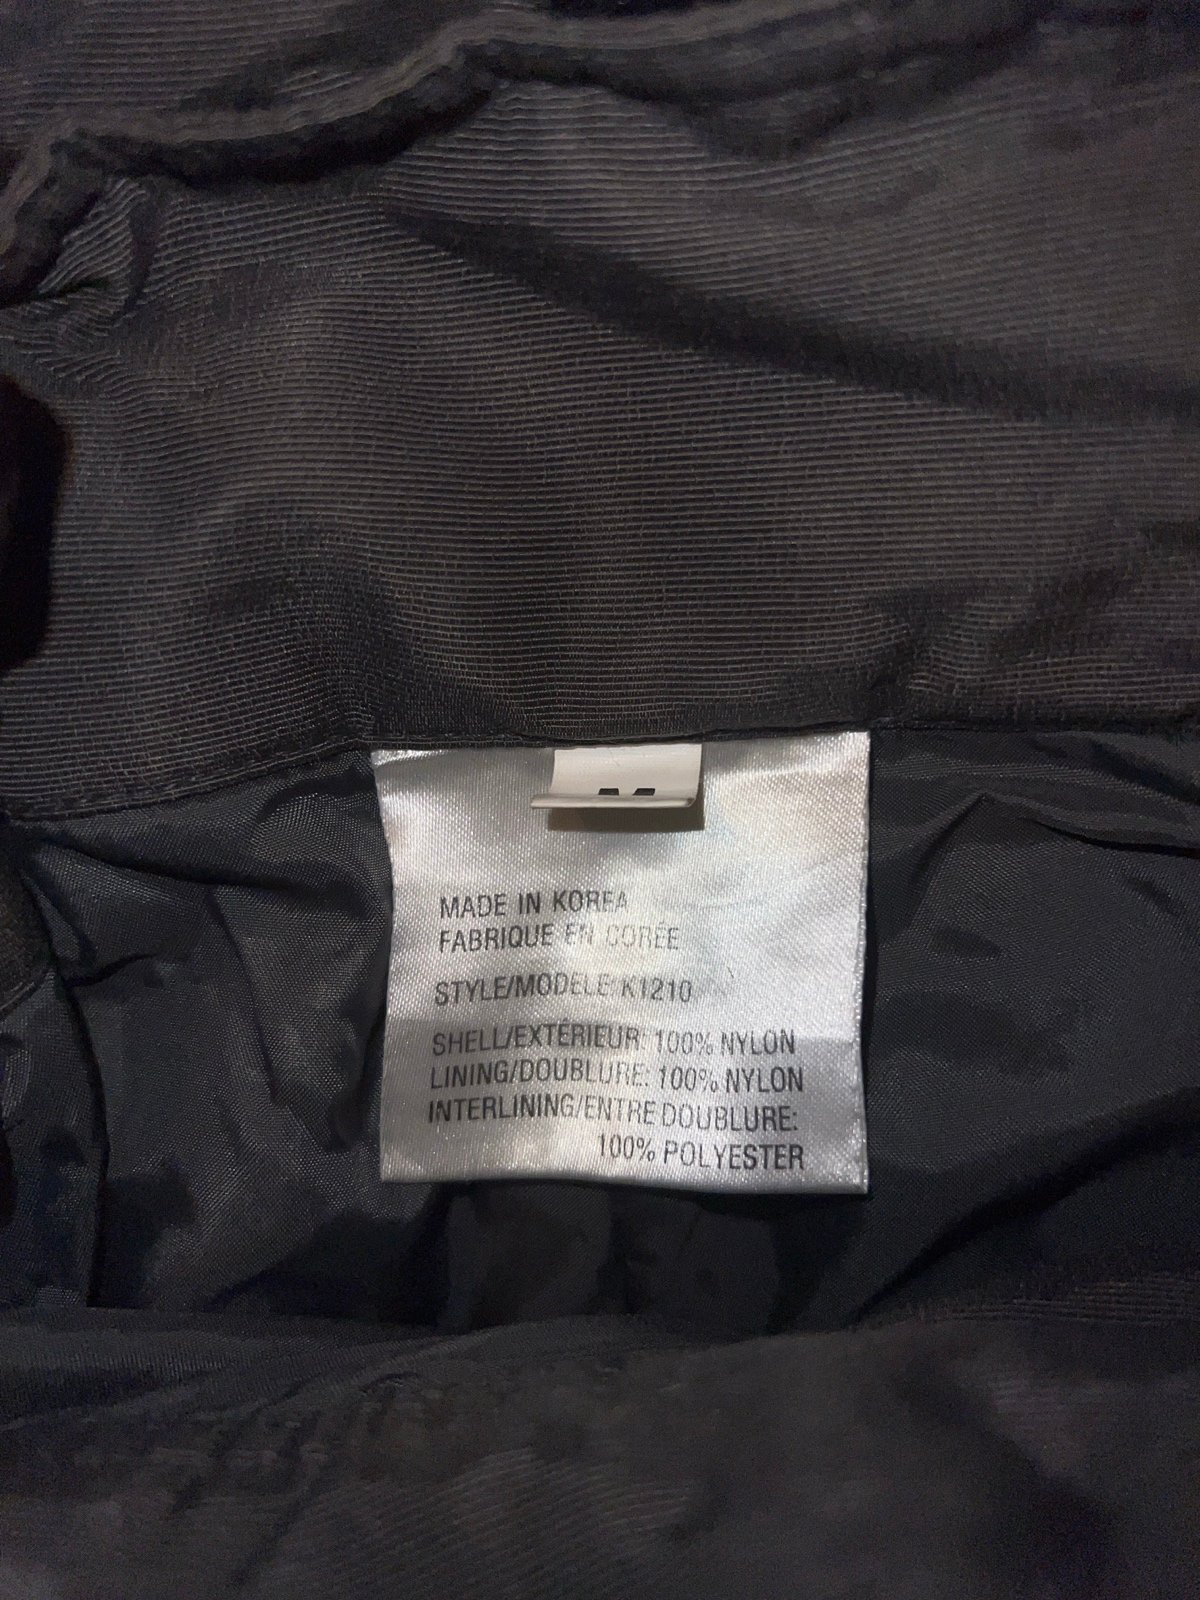 MADE IN KOREA
FABRIQUE EN CORÉE
STYLE/MODELE: K1210
SHELL/EXTÉRIEUR: 100% NYLON
LINING/DOUBLURE: 100% NYLON
INTERLINING/ENTRE DOUBLURE:
100% POLYESTER